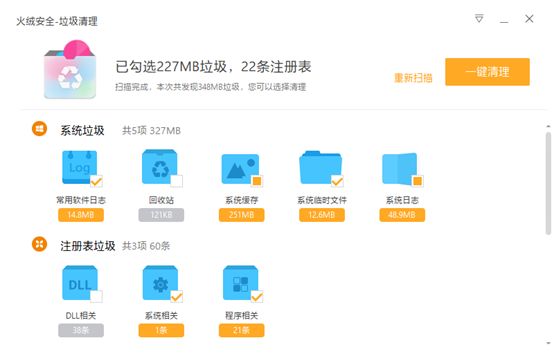 火绒安全-垃圾清理
已勾选227MB垃圾，22条注册表
扫描完成，本次共发现348MB垃圾，您可以选择清理
重新扫描
一键清理
系统垃圾 共5项 327MB
Log
常用软件日志 回收站 系统缓存 系统临时文件 系统日志
14.8MB 121KB 251MB 12.6MB 48.9MB
注册表垃圾 共3项 60条
DLL
DLL相关 系统相关 程序相关
38条 1条 21条